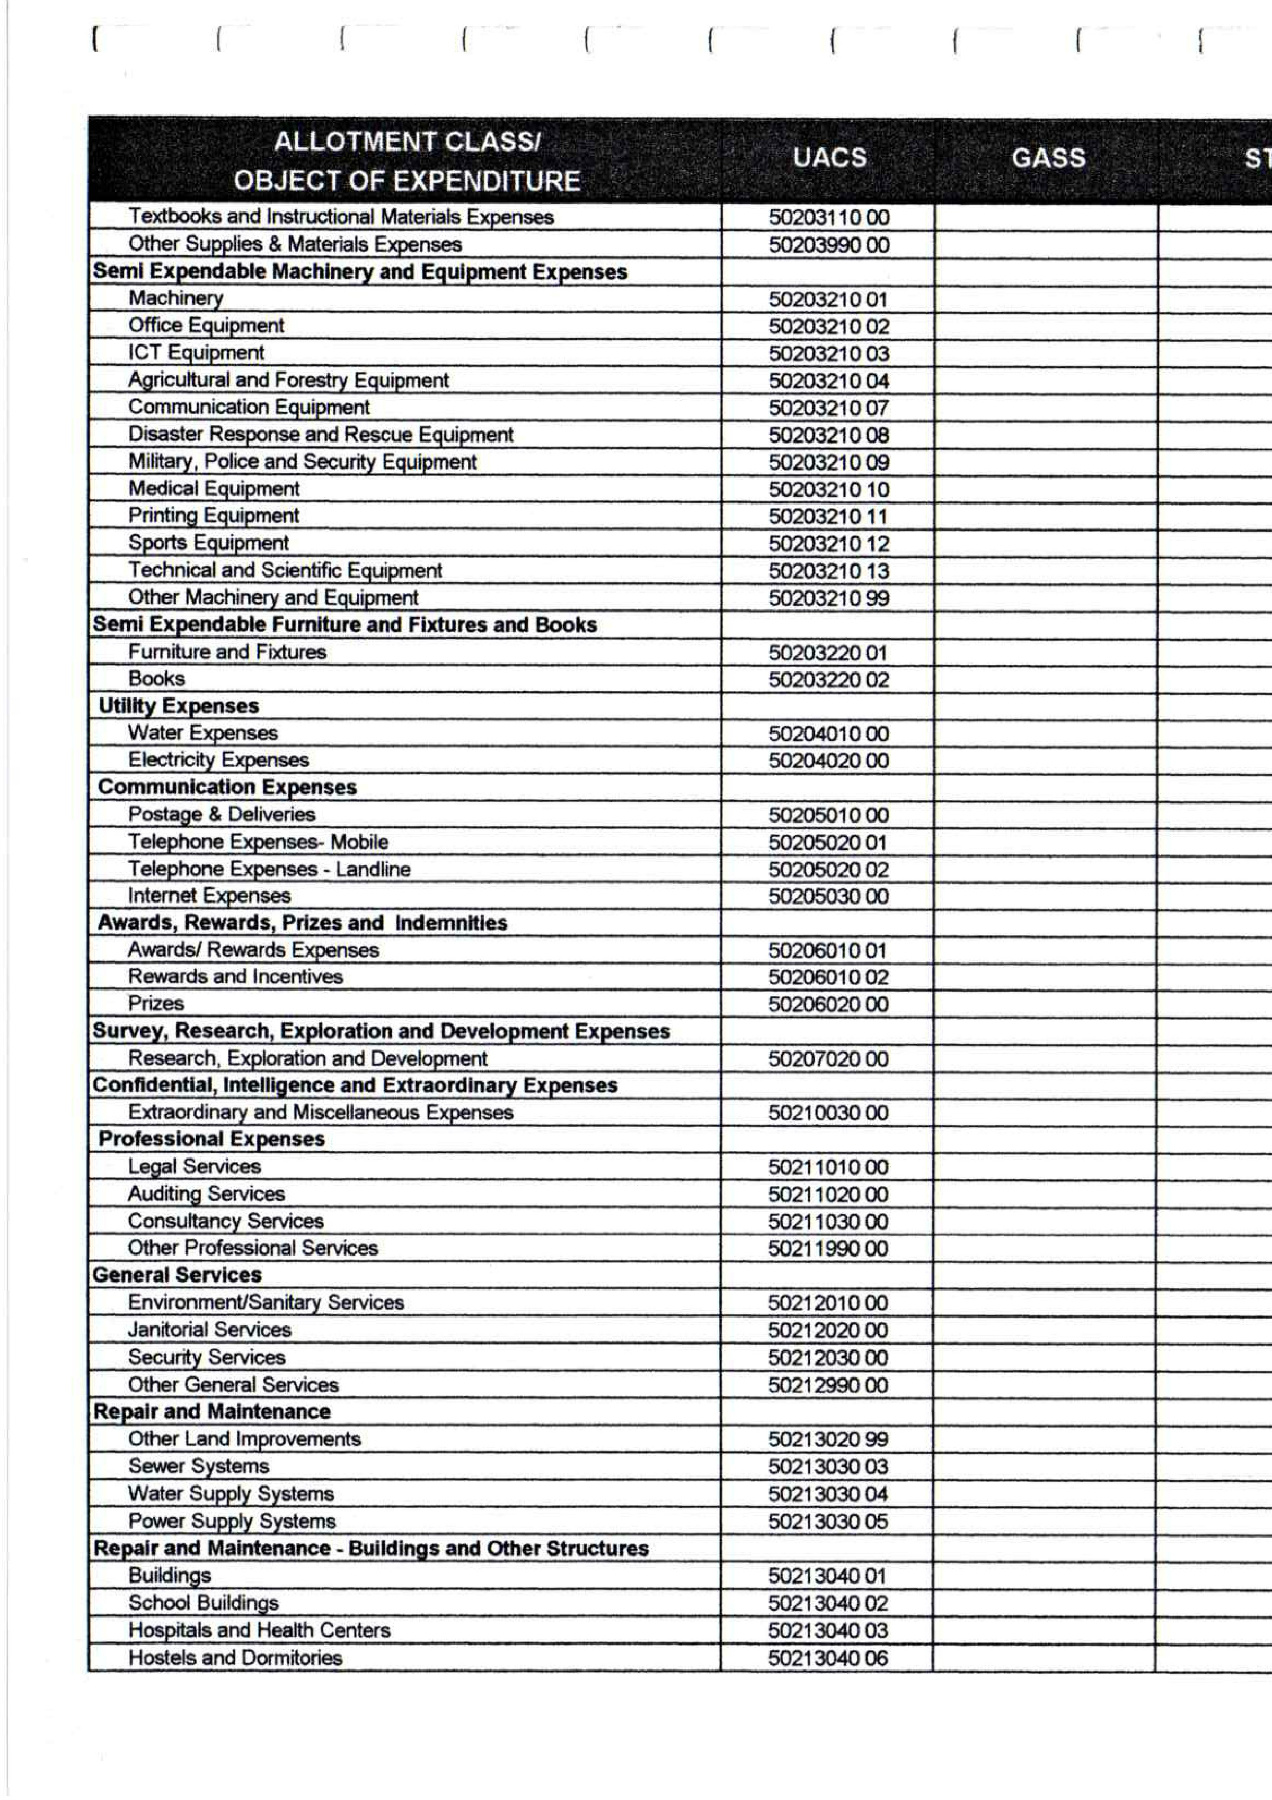 ALLOTMENT CLASS/
OBJECT OF EXPENDITURE UACS GASS ST
Textbooks and Instructional Materials Expenses 50203110 00
Other Supplies & Materials Expenses 50203990 00
Semi Expendable Machinery and Equipment Expenses
Machinery 50203210 01
Office Equipment 50203210 02
ICT Equipment 50203210 03
Agricultural and Forestry Equipment 50203210 04
Communication Equipment 50203210 07
Disaster Response and Rescue Equipment 50203210 08
Military, Police and Security Equipment 50203210 09
Medical Equipment 50203210 10
Printing Equipment 50203210 11
Sports Equipment 50203210 12
Technical and Scientific Equipment 50203210 13
Other Machinery and Equipment 50203210 99
Semi Expendable Furniture and Fixtures and Books
Furniture and Fixtures 50203220 01
Books 50203220 02
Utility Expenses
Water Expenses 50204010 00
Electricity Expenses 50204020 00
Communication Expenses
Postage & Deliveries 50205010 00
Telephone Expenses- Mobile 50205020 01
Telephone Expenses - Landline 50205020 02
Internet Expenses 50205030 00
Awards, Rewards, Prizes and Indemnities
Awards/ Rewards Expenses 50206010 01
Rewards and Incentives 50206010 02
Prizes 50206020 00
Survey, Research, Exploration and Development Expenses
Research, Exploration and Development 50207020 00
Confidential, Intelligence and Extraordinary Expenses
Extraordinary and Miscellaneous Expenses 50210030 00
Professional Expenses
Legal Services 50211010 00
Auditing Services 50211020 00
Consultancy Services 50211030 00
Other Professional Services 50211990 00
General Services
Environment/Sanitary Services 50212010 00
Janitorial Services 50212020 00
Security Services 50212030 00
Other General Services 50212990 00
Repair and Maintenance
Other Land Improvements 50213020 99
Sewer Systems 50213030 03
Water Supply Systems 50213030 04
Power Supply Systems 50213030 05
Repair and Maintenance - Buildings and Other Structures
Buildings 50213040 01
School Buildings 50213040 02
Hospitals and Health Centers 50213040 03
Hostels and Dormitories 50213040 06